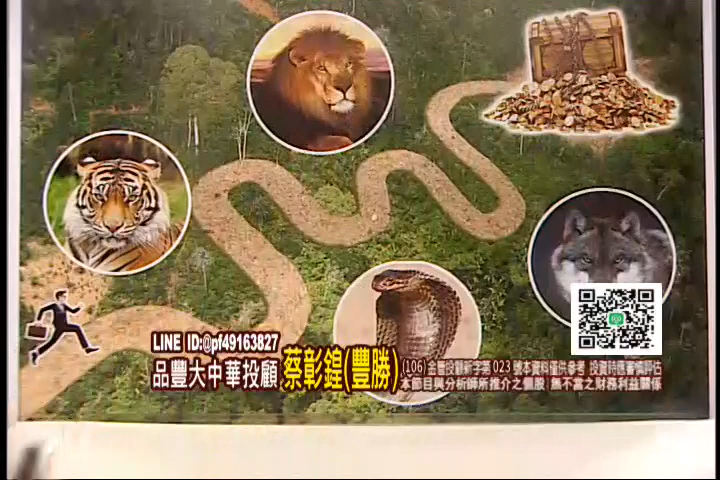 LINE ID:@pf49163827
品豐大中華投顧 蔡彰鍠(豐勝)
(106)金管投顧新字第 023 號本資料僅供參考 投資時應審慎評估
本節目與分析師所推介之個股 無不當之財務利益關係